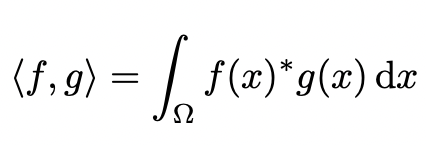 ⟨f, g⟩ = ∫_Ω f(x)*g(x) dx